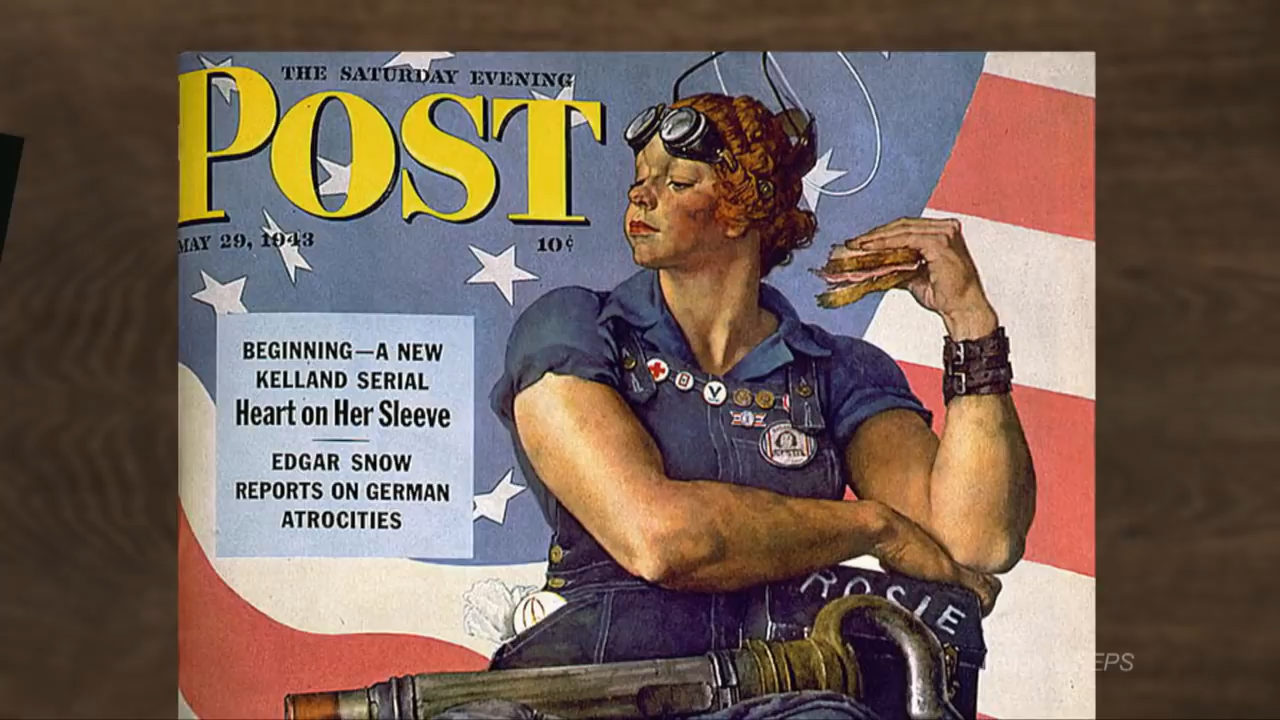 THE SATURDAY EVENING
POST
MAY 29, 1943 10¢
BEGINNING—A NEW
KELLAND SERIAL
Heart on Her Sleeve
EDGAR SNOW
REPORTS ON GERMAN
ATROCITIES
V
ROSIE